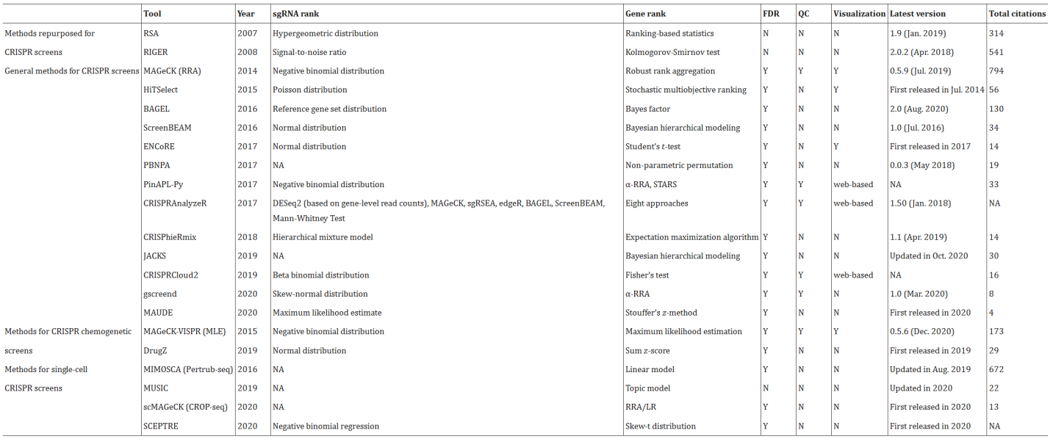 Tool Year sgRNA rank Gene rank FDR QC Visualization Latest version Total citations
Methods repurposed for RSA 2007 Hypergeometric distribution Ranking-based statistics N N N 1.9 (Jan. 2019) 314
CRISPR screens RIGER 2008 Signal-to-noise ratio Kolmogorov-Smirnov test N N N 2.0.2 (Apr. 2018) 541
General methods for CRISPR screens MAGeCK (RRA) 2014 Negative binomial distribution Robust rank aggregation Y Y Y 0.5.9 (Jul. 2019) 794
HiTSelect 2015 Poisson distribution Stochastic multiobjective ranking Y N Y First released in Jul. 2014 56
BAGEL 2016 Reference gene set distribution Bayes factor Y N N 2.0 (Aug. 2020) 130
ScreenBEAM 2016 Normal distribution Bayesian hierarchical modeling Y N N 1.0 (Jul. 2016) 34
ENCoRE 2017 Normal distribution Student's t-test Y N Y First released in 2017 14
PBNPA 2017 NA Non-parametric permutation Y N N 0.0.3 (May 2018) 19
PinAPL-Py 2017 Negative binomial distribution α-RRA, STARS Y Y web-based NA 33
CRISPRAnalyzeR 2017 DESeq2 (based on gene-level read counts), MAGeCK, sgRSEA, edgeR, BAGEL, ScreenBEAM, Eight approaches Y Y web-based 1.50 (Jan. 2018) NA
Mann-Whitney Test
CRISPhieRmix 2018 Hierarchical mixture model Expectation maximization algorithm Y N N 1.1 (Apr. 2019) 14
JACKS 2019 NA Bayesian hierarchical modeling Y N N Updated in Oct. 2020 30
CRISPRCloud2 2019 Beta binomial distribution Fisher's test Y Y web-based NA 16
gscreend 2020 Skew-normal distribution α-RRA Y Y N 1.0 (Mar. 2020) 8
MAUDE 2020 Maximum likelihood estimate Stouffer's z-method Y N N First released in 2020 4
Methods for CRISPR chemogenetic MAGeCK-VISPR (MLE) 2015 Negative binomial distribution Maximum likelihood estimation Y Y Y 0.5.6 (Dec. 2020) 173
screens DrugZ 2019 Normal distribution Sum z-score Y N N First released in 2019 29
Methods for single-cell MIMOSCA (Pertrub-seq) 2016 NA Linear model Y N N Updated in Aug. 2019 672
CRISPR screens MUSIC 2019 NA Topic model N N N Updated in 2020 22
scMAGeCK (CROP-seq) 2020 NA RRA/LR Y N N First released in 2020 13
SCEPTRE 2020 Negative binomial regression Skew-t distribution Y N N First released in 2020 NA